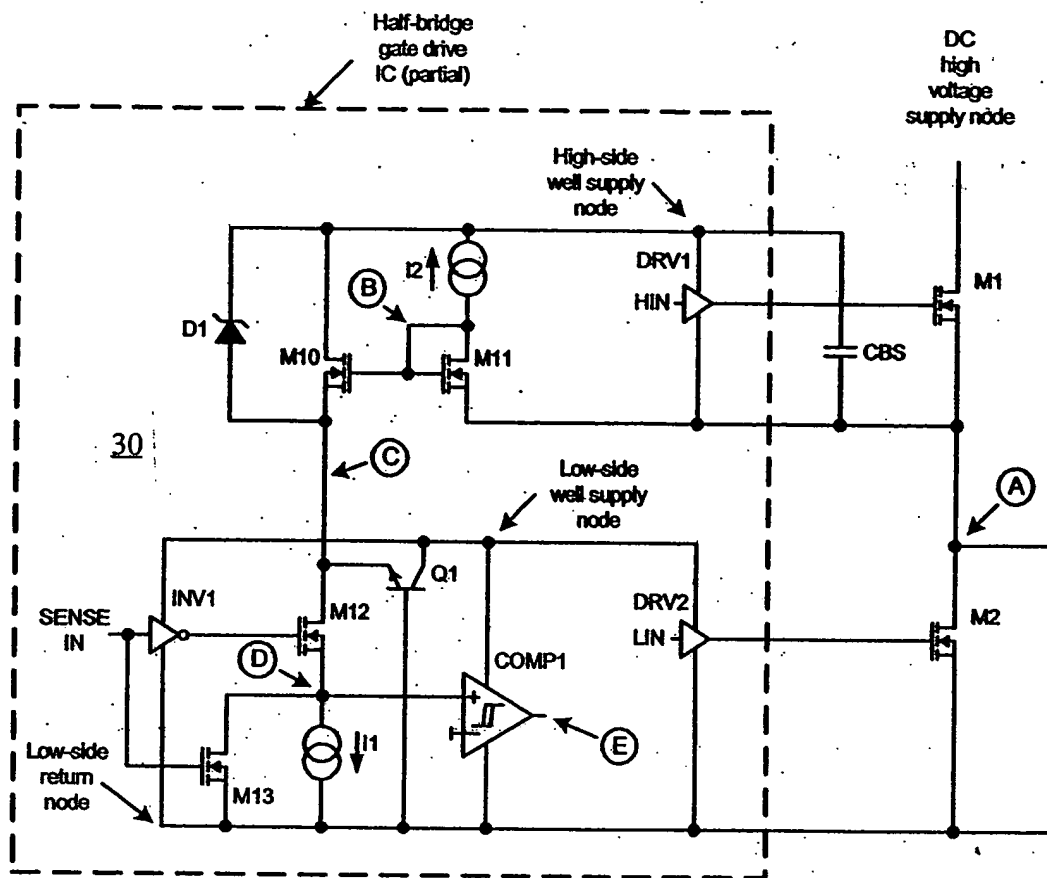 Half-bridge
gate drive
IC (partial)
DC
high
voltage
supply node
High-side
well supply
node
I2
DRV1
B
M1
HIN
D1
M10
M11
CBS
30
C
Low-side
well supply
node
A
Q1
INV1
DRV2
M12
M2
SENSE
IN
LIN
D
COMP1
I1
E
Low-side
return
node
M13